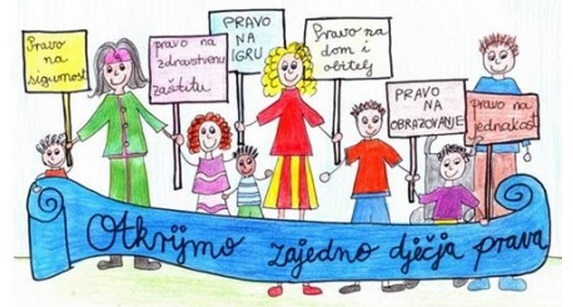 Pravo
na
sigurnost
pravo na
zdravstvenu
zaštitu
PRAVO
NA
IGRU
Pravo na
dom i
obitelj
PRAVO
NA
OBRAZOVANJE
pravo na
jednakost
Otkrijmo zajedno dječja prava